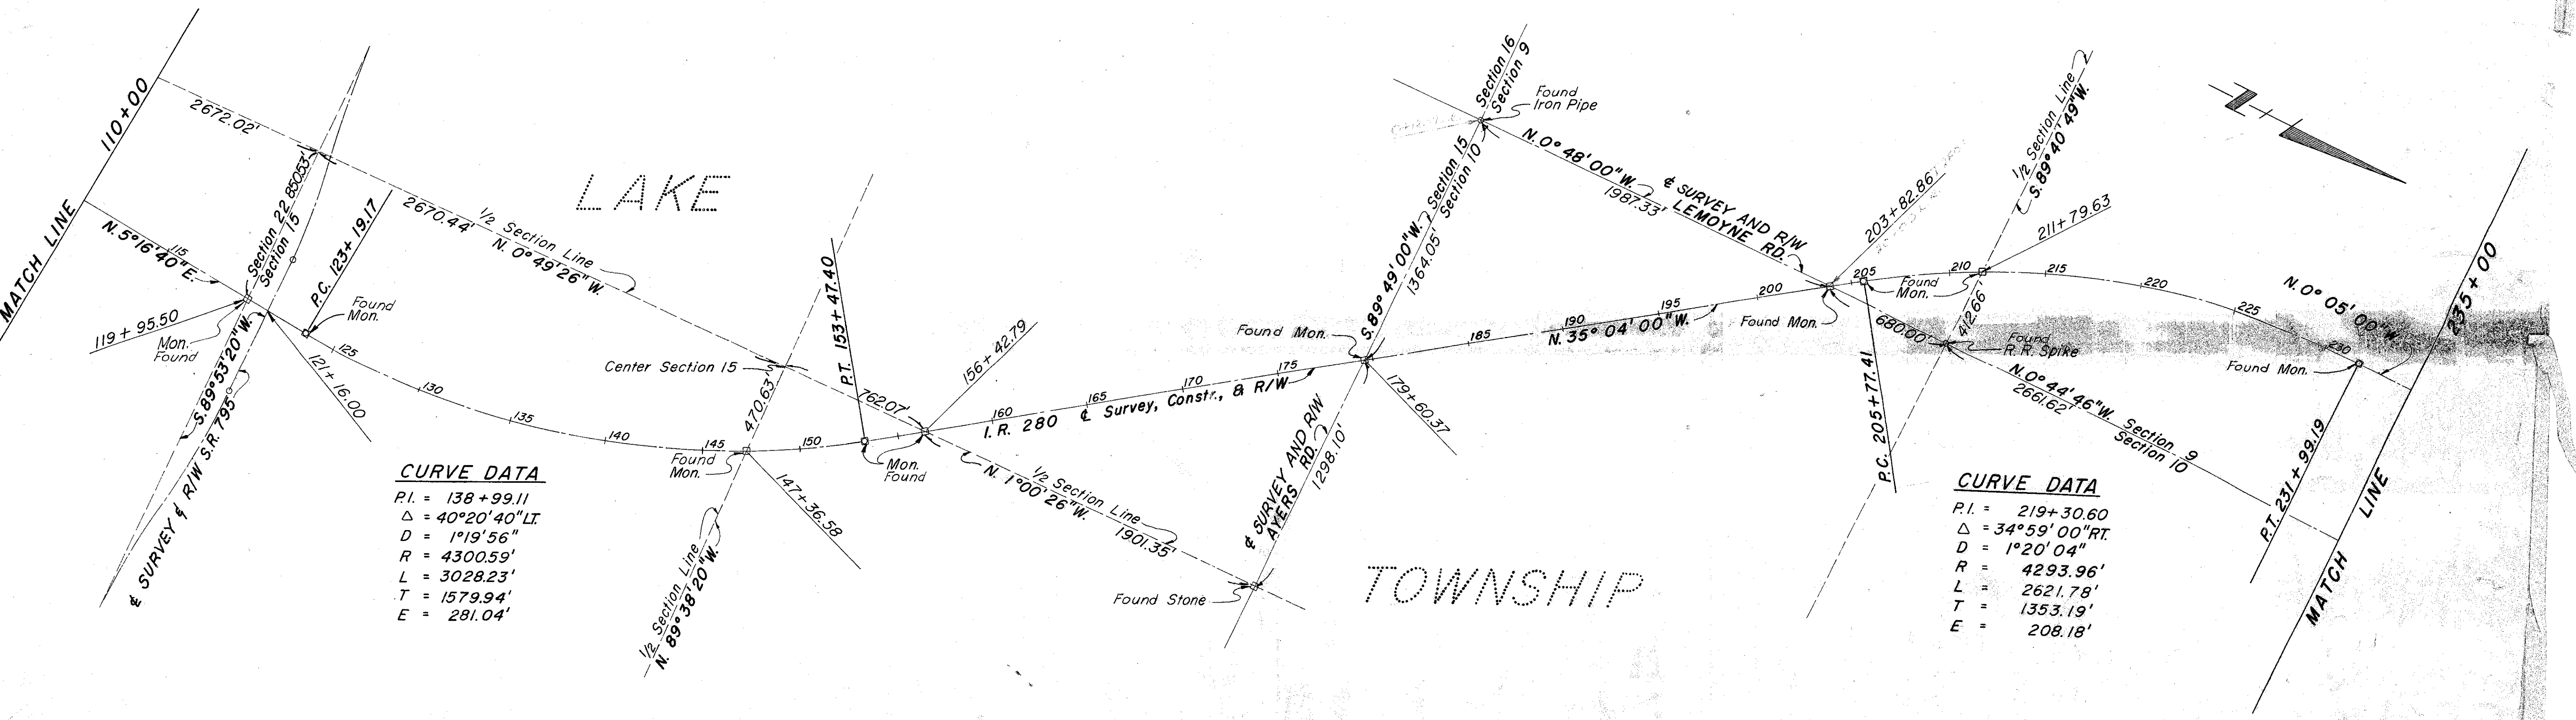 MATCH LINE
110+00
2672.02'
N. 5°16'40" E.
115
119 + 95.50
Mon.
Found
Section 22
Section 15
850.53'
S. 89°53'20" W.
℄ SURVEY & R/W S.R. 795
P.C. 123 + 19.17
Found
Mon.
121 + 16.00
125
130
135
140
145
150
LAKE
2670.44'
1/2 Section Line
N. 0°49'26" W.
Center Section 15
470.63'
P.T. 153 + 47.40
762.07'
156 + 42.79
Found
Mon.
Mon.
Found
147 + 36.58
1/2 Section Line
N. 89°38'20" W.
CURVE DATA
P.I. = 138 + 99.11
Δ = 40°20'40" LT.
D = 1°19'56"
R = 4300.59'
L = 3028.23'
T = 1579.94'
E = 281.04'
160
165
170
175
I.R. 280 ℄ Survey, Constr., & R/W
1/2 Section Line
N. 1°00'26" W.
1901.35'
Found Stone
℄ SURVEY AND R/W
AYERS RD.
1298.10'
Found Mon.
179 + 60.37
TOWNSHIP
Section 16
Section 9
Found
Iron Pipe
S. 89°49'00" W.
Section 15
Section 10
1364.05'
N. 0°48'00" W.
1987.33'
℄ SURVEY AND R/W
LEMOYNE RD.
185
190
195
200
N. 35°04'00" W.
Found Mon.
203 + 82.86
205
210
Found
Mon.
211 + 79.63
1/2 Section Line
S. 89°40'49" W.
680.00'
412.66'
Found
R.R. Spike
P.C. 205 + 77.41
N. 0°44'46" W.
2661.62'
Section 9
Section 10
215
220
225
230
N. 0°05'00" W.
Found Mon.
P.T. 231 + 99.19
CURVE DATA
P.I. = 219 + 30.60
Δ = 34°59'00" RT.
D = 1°20'04"
R = 4293.96'
L = 2621.78'
T = 1353.19'
E = 208.18'
MATCH LINE
235 + 00